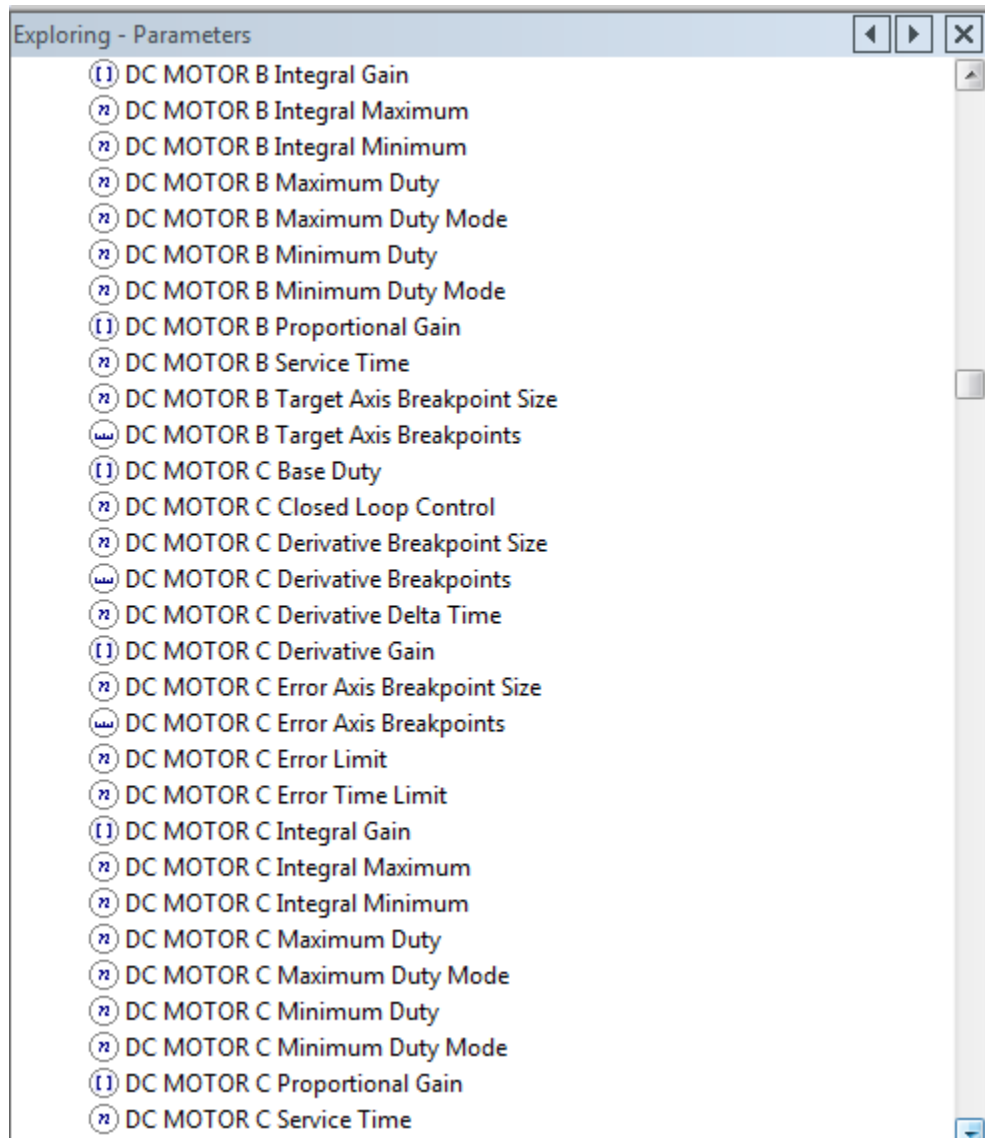 Exploring - Parameters
DC MOTOR B Integral Gain
DC MOTOR B Integral Maximum
DC MOTOR B Integral Minimum
DC MOTOR B Maximum Duty
DC MOTOR B Maximum Duty Mode
DC MOTOR B Minimum Duty
DC MOTOR B Minimum Duty Mode
DC MOTOR B Proportional Gain
DC MOTOR B Service Time
DC MOTOR B Target Axis Breakpoint Size
DC MOTOR B Target Axis Breakpoints
DC MOTOR C Base Duty
DC MOTOR C Closed Loop Control
DC MOTOR C Derivative Breakpoint Size
DC MOTOR C Derivative Breakpoints
DC MOTOR C Derivative Delta Time
DC MOTOR C Derivative Gain
DC MOTOR C Error Axis Breakpoint Size
DC MOTOR C Error Axis Breakpoints
DC MOTOR C Error Limit
DC MOTOR C Error Time Limit
DC MOTOR C Integral Gain
DC MOTOR C Integral Maximum
DC MOTOR C Integral Minimum
DC MOTOR C Maximum Duty
DC MOTOR C Maximum Duty Mode
DC MOTOR C Minimum Duty
DC MOTOR C Minimum Duty Mode
DC MOTOR C Proportional Gain
DC MOTOR C Service Time